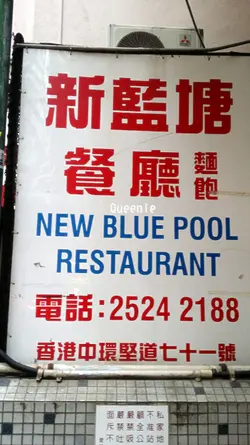 新藍塘
餐廳 麵飽
Queenie
NEW BLUE POOL
RESTAURANT
電話:2524 2188
香港中環堅道七十一號